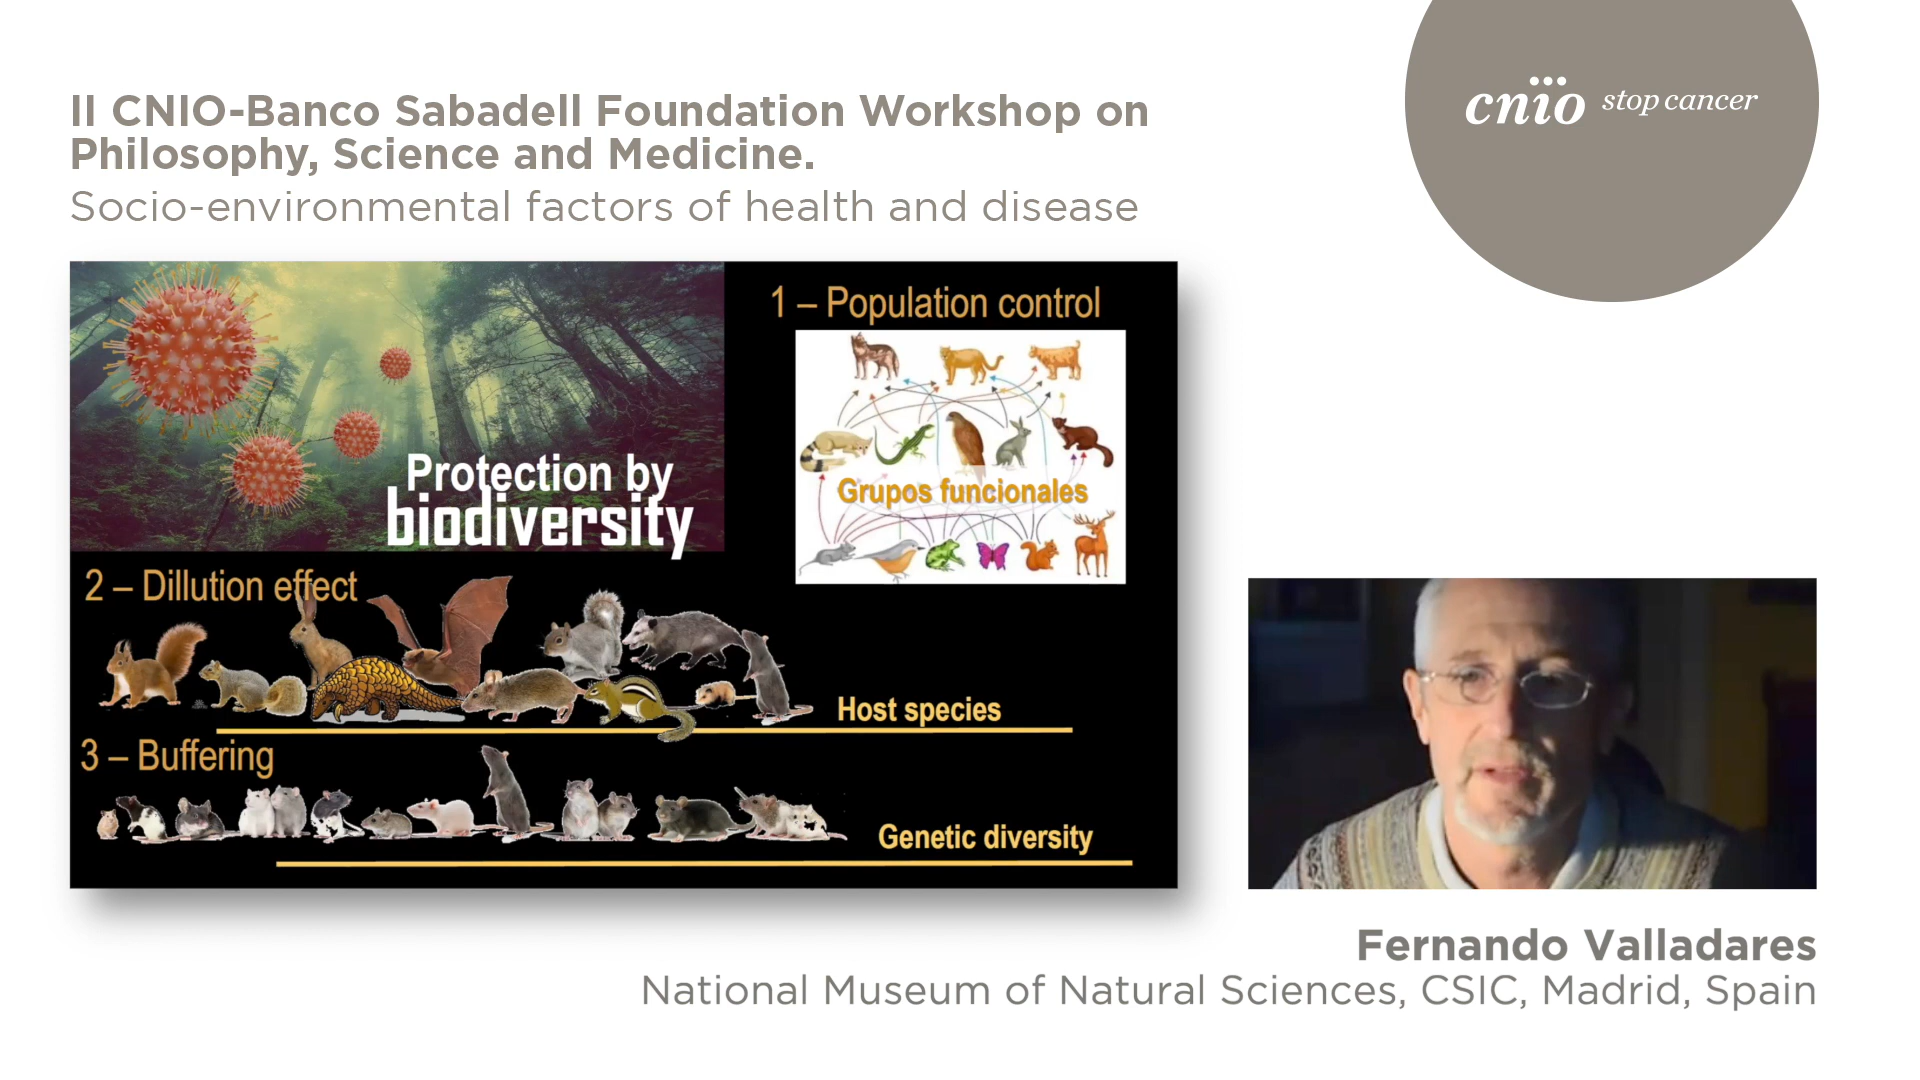 II CNIO-Banco Sabadell Foundation Workshop on
Philosophy, Science and Medicine.
Socio-environmental factors of health and disease
cnio stop cancer
Protection by
biodiversity
1 – Population control
Grupos funcionales
2 – Dillution effect
Host species
3 – Buffering
Genetic diversity
Fernando Valladares
National Museum of Natural Sciences, CSIC, Madrid, Spain